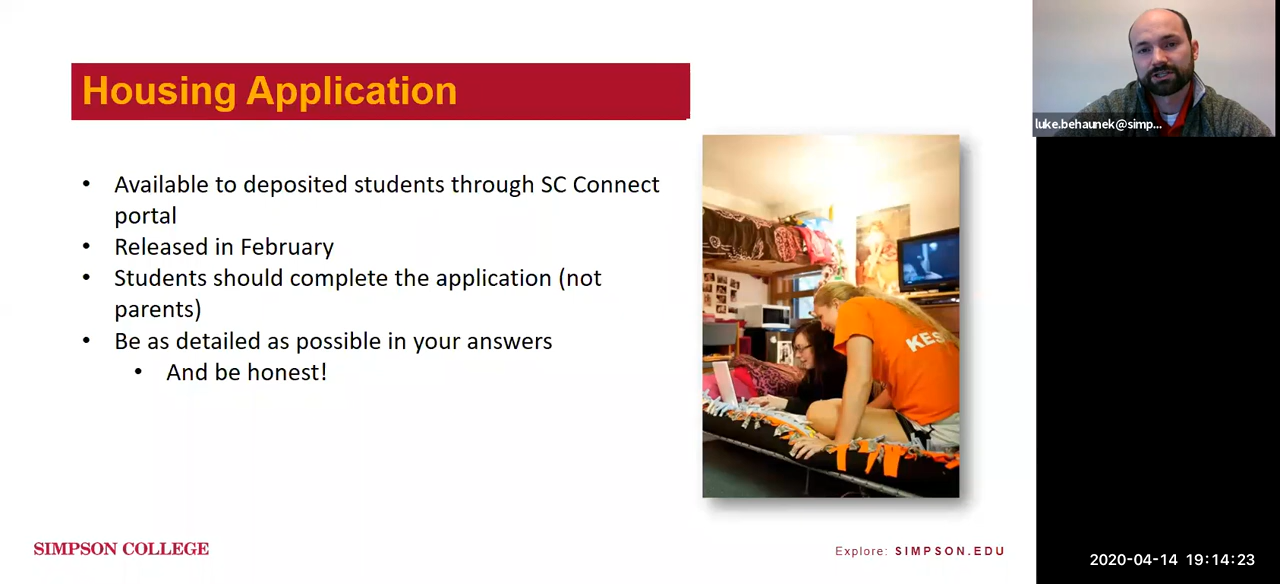 Housing Application
luke.behaunek@simp...
• Available to deposited students through SC Connect
portal
• Released in February
• Students should complete the application (not
parents)
• Be as detailed as possible in your answers
• And be honest!
KES
SIMPSON COLLEGE
Explore: SIMPSON.EDU
2020-04-14 19:14:23